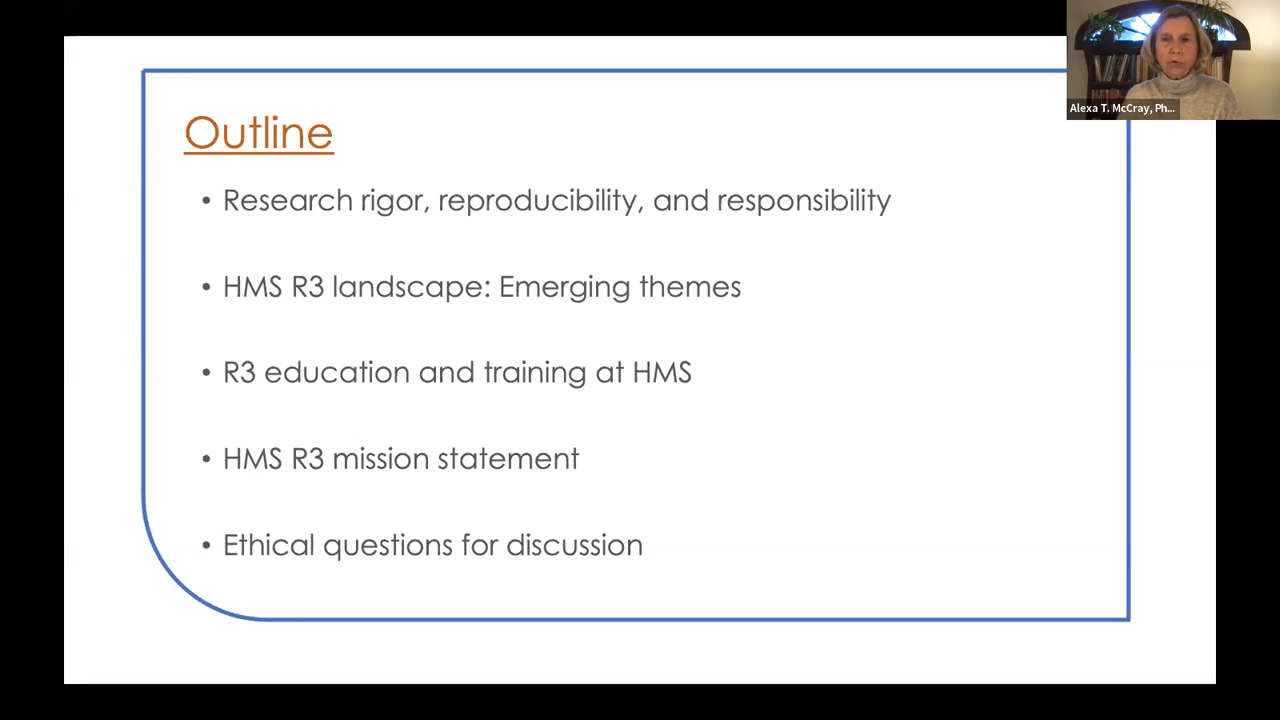 Alexa T. McCray, Ph...
Outline
• Research rigor, reproducibility, and responsibility
• HMS R3 landscape: Emerging themes
• R3 education and training at HMS
• HMS R3 mission statement
• Ethical questions for discussion